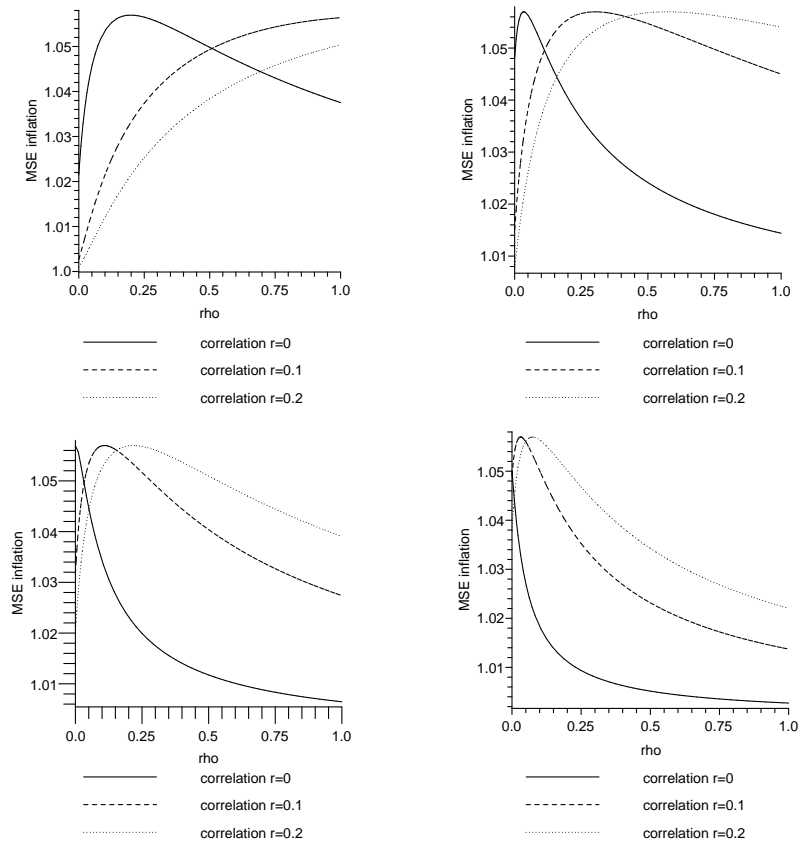 1.05
1.04
MSE inflation
1.03
1.02
1.01
1.0
0.0 0.25 0.5 0.75 1.0
rho
correlation r=0
correlation r=0.1
correlation r=0.2
1.05
1.04
MSE inflation
1.03
1.02
1.01
0.0 0.25 0.5 0.75 1.0
rho
correlation r=0
correlation r=0.1
correlation r=0.2
1.05
1.04
MSE inflation
1.03
1.02
1.01
0.0 0.25 0.5 0.75 1.0
rho
correlation r=0
correlation r=0.1
correlation r=0.2
1.05
1.04
MSE inflation
1.03
1.02
1.01
0.0 0.25 0.5 0.75 1.0
rho
correlation r=0
correlation r=0.1
correlation r=0.2